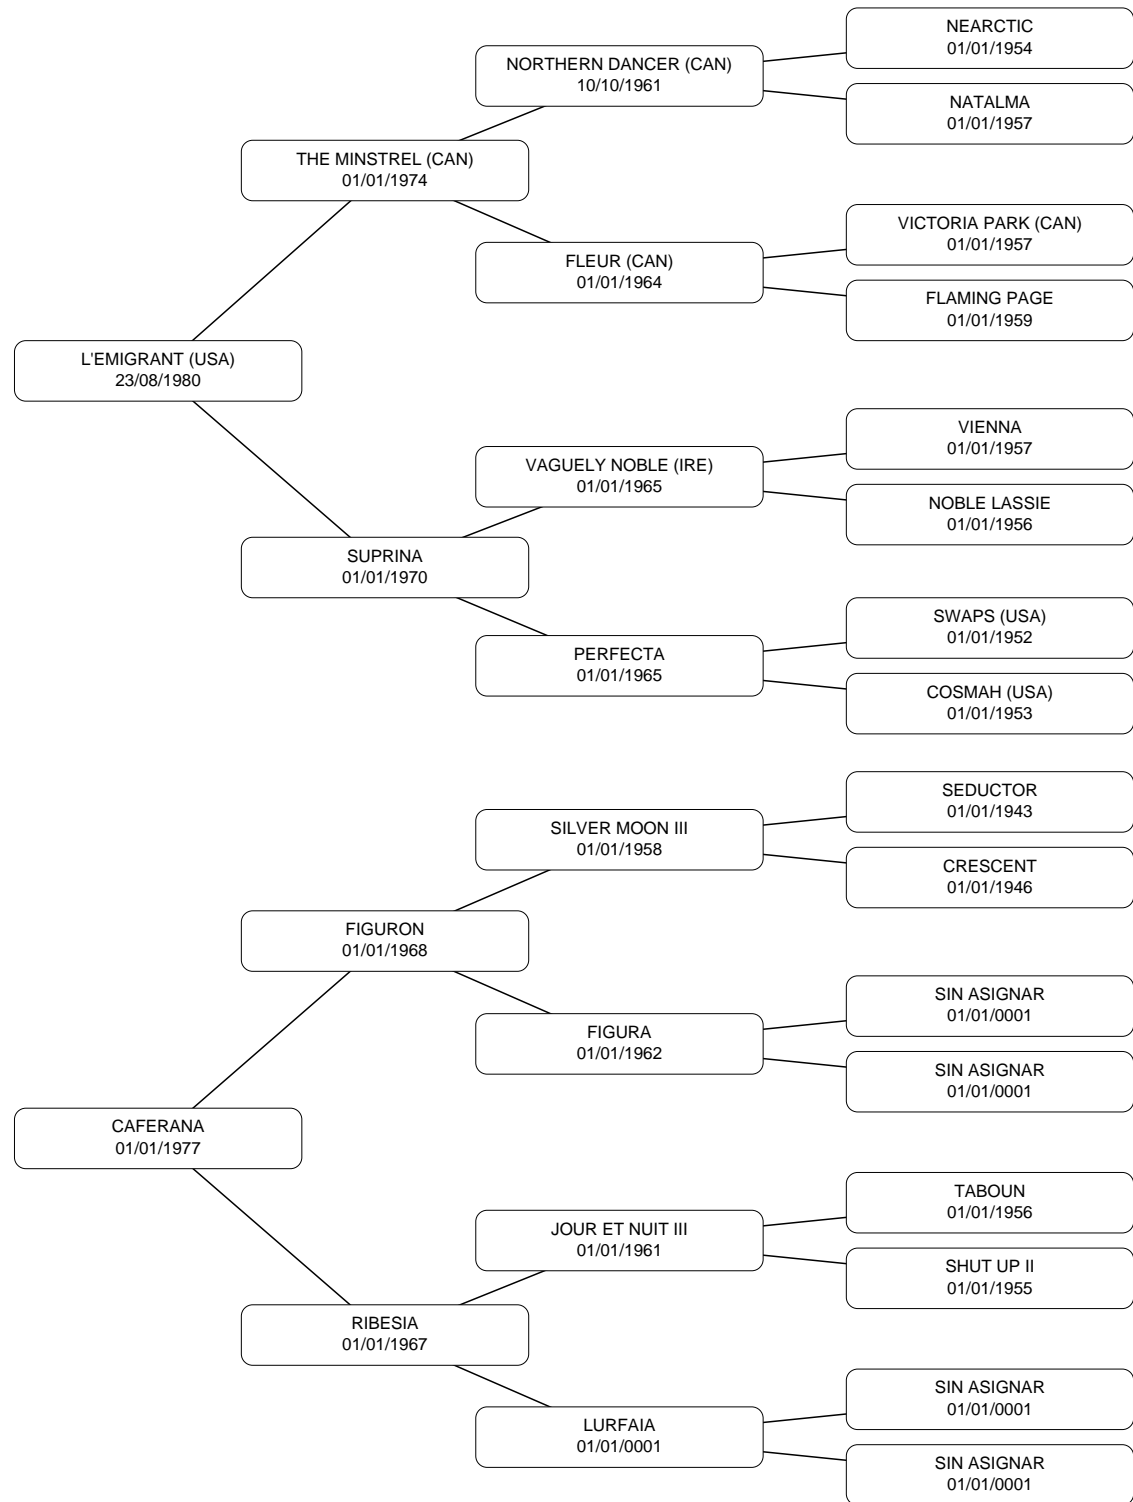 NEARCTIC
01/01/1954
NORTHERN DANCER (CAN)
10/10/1961
NATALMA
01/01/1957
THE MINSTREL (CAN)
01/01/1974
VICTORIA PARK (CAN)
01/01/1957
FLEUR (CAN)
01/01/1964
FLAMING PAGE
01/01/1959
L'EMIGRANT (USA)
23/08/1980
VIENNA
01/01/1957
VAGUELY NOBLE (IRE)
01/01/1965
NOBLE LASSIE
01/01/1956
SUPRINA
01/01/1970
SWAPS (USA)
01/01/1952
PERFECTA
01/01/1965
COSMAH (USA)
01/01/1953
SEDUCTOR
01/01/1943
SILVER MOON III
01/01/1958
CRESCENT
01/01/1946
FIGURON
01/01/1968
SIN ASIGNAR
01/01/0001
FIGURA
01/01/1962
SIN ASIGNAR
01/01/0001
CAFERANA
01/01/1977
TABOUN
01/01/1956
JOUR ET NUIT III
01/01/1961
SHUT UP II
01/01/1955
RIBESIA
01/01/1967
SIN ASIGNAR
01/01/0001
LURFAIA
01/01/0001
SIN ASIGNAR
01/01/0001